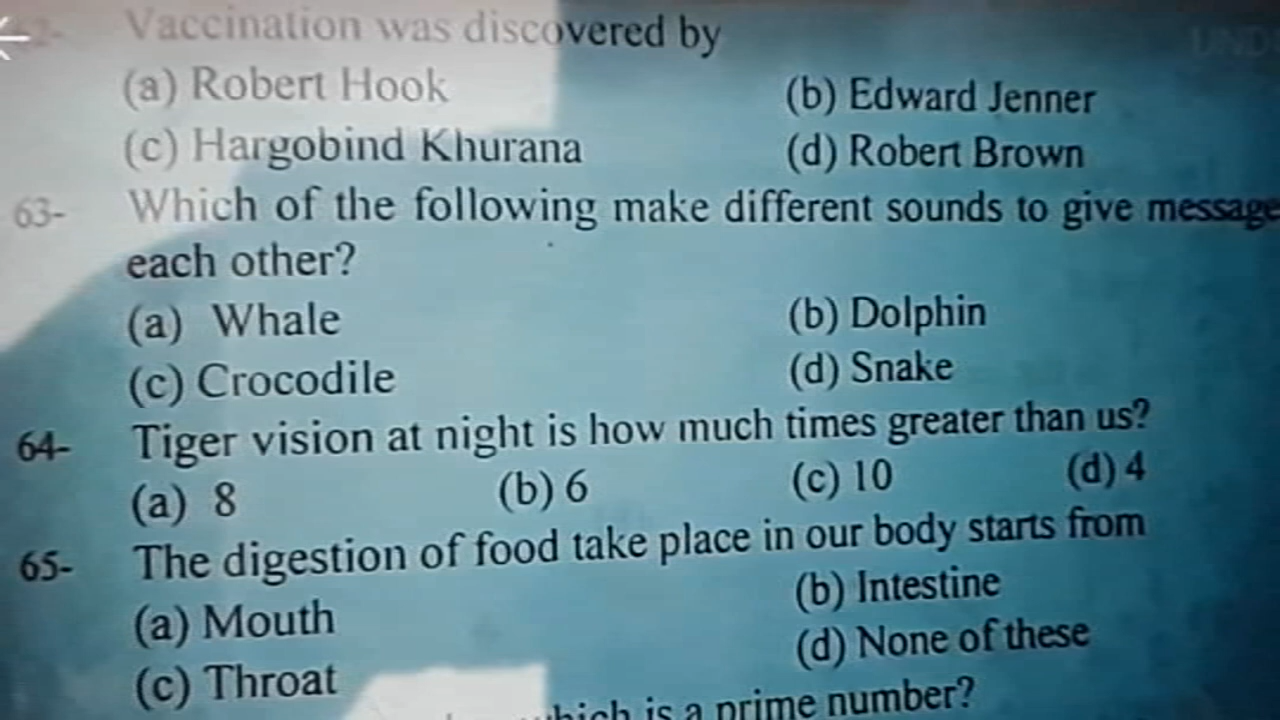 62- Vaccination was discovered by
(a) Robert Hook (b) Edward Jenner
(c) Hargobind Khurana (d) Robert Brown
63- Which of the following make different sounds to give message
each other?
(a) Whale (b) Dolphin
(c) Crocodile (d) Snake
64- Tiger vision at night is how much times greater than us?
(a) 8 (b) 6 (c) 10 (d) 4
65- The digestion of food take place in our body starts from
(a) Mouth (b) Intestine
(c) Throat (d) None of these
which is a prime number?